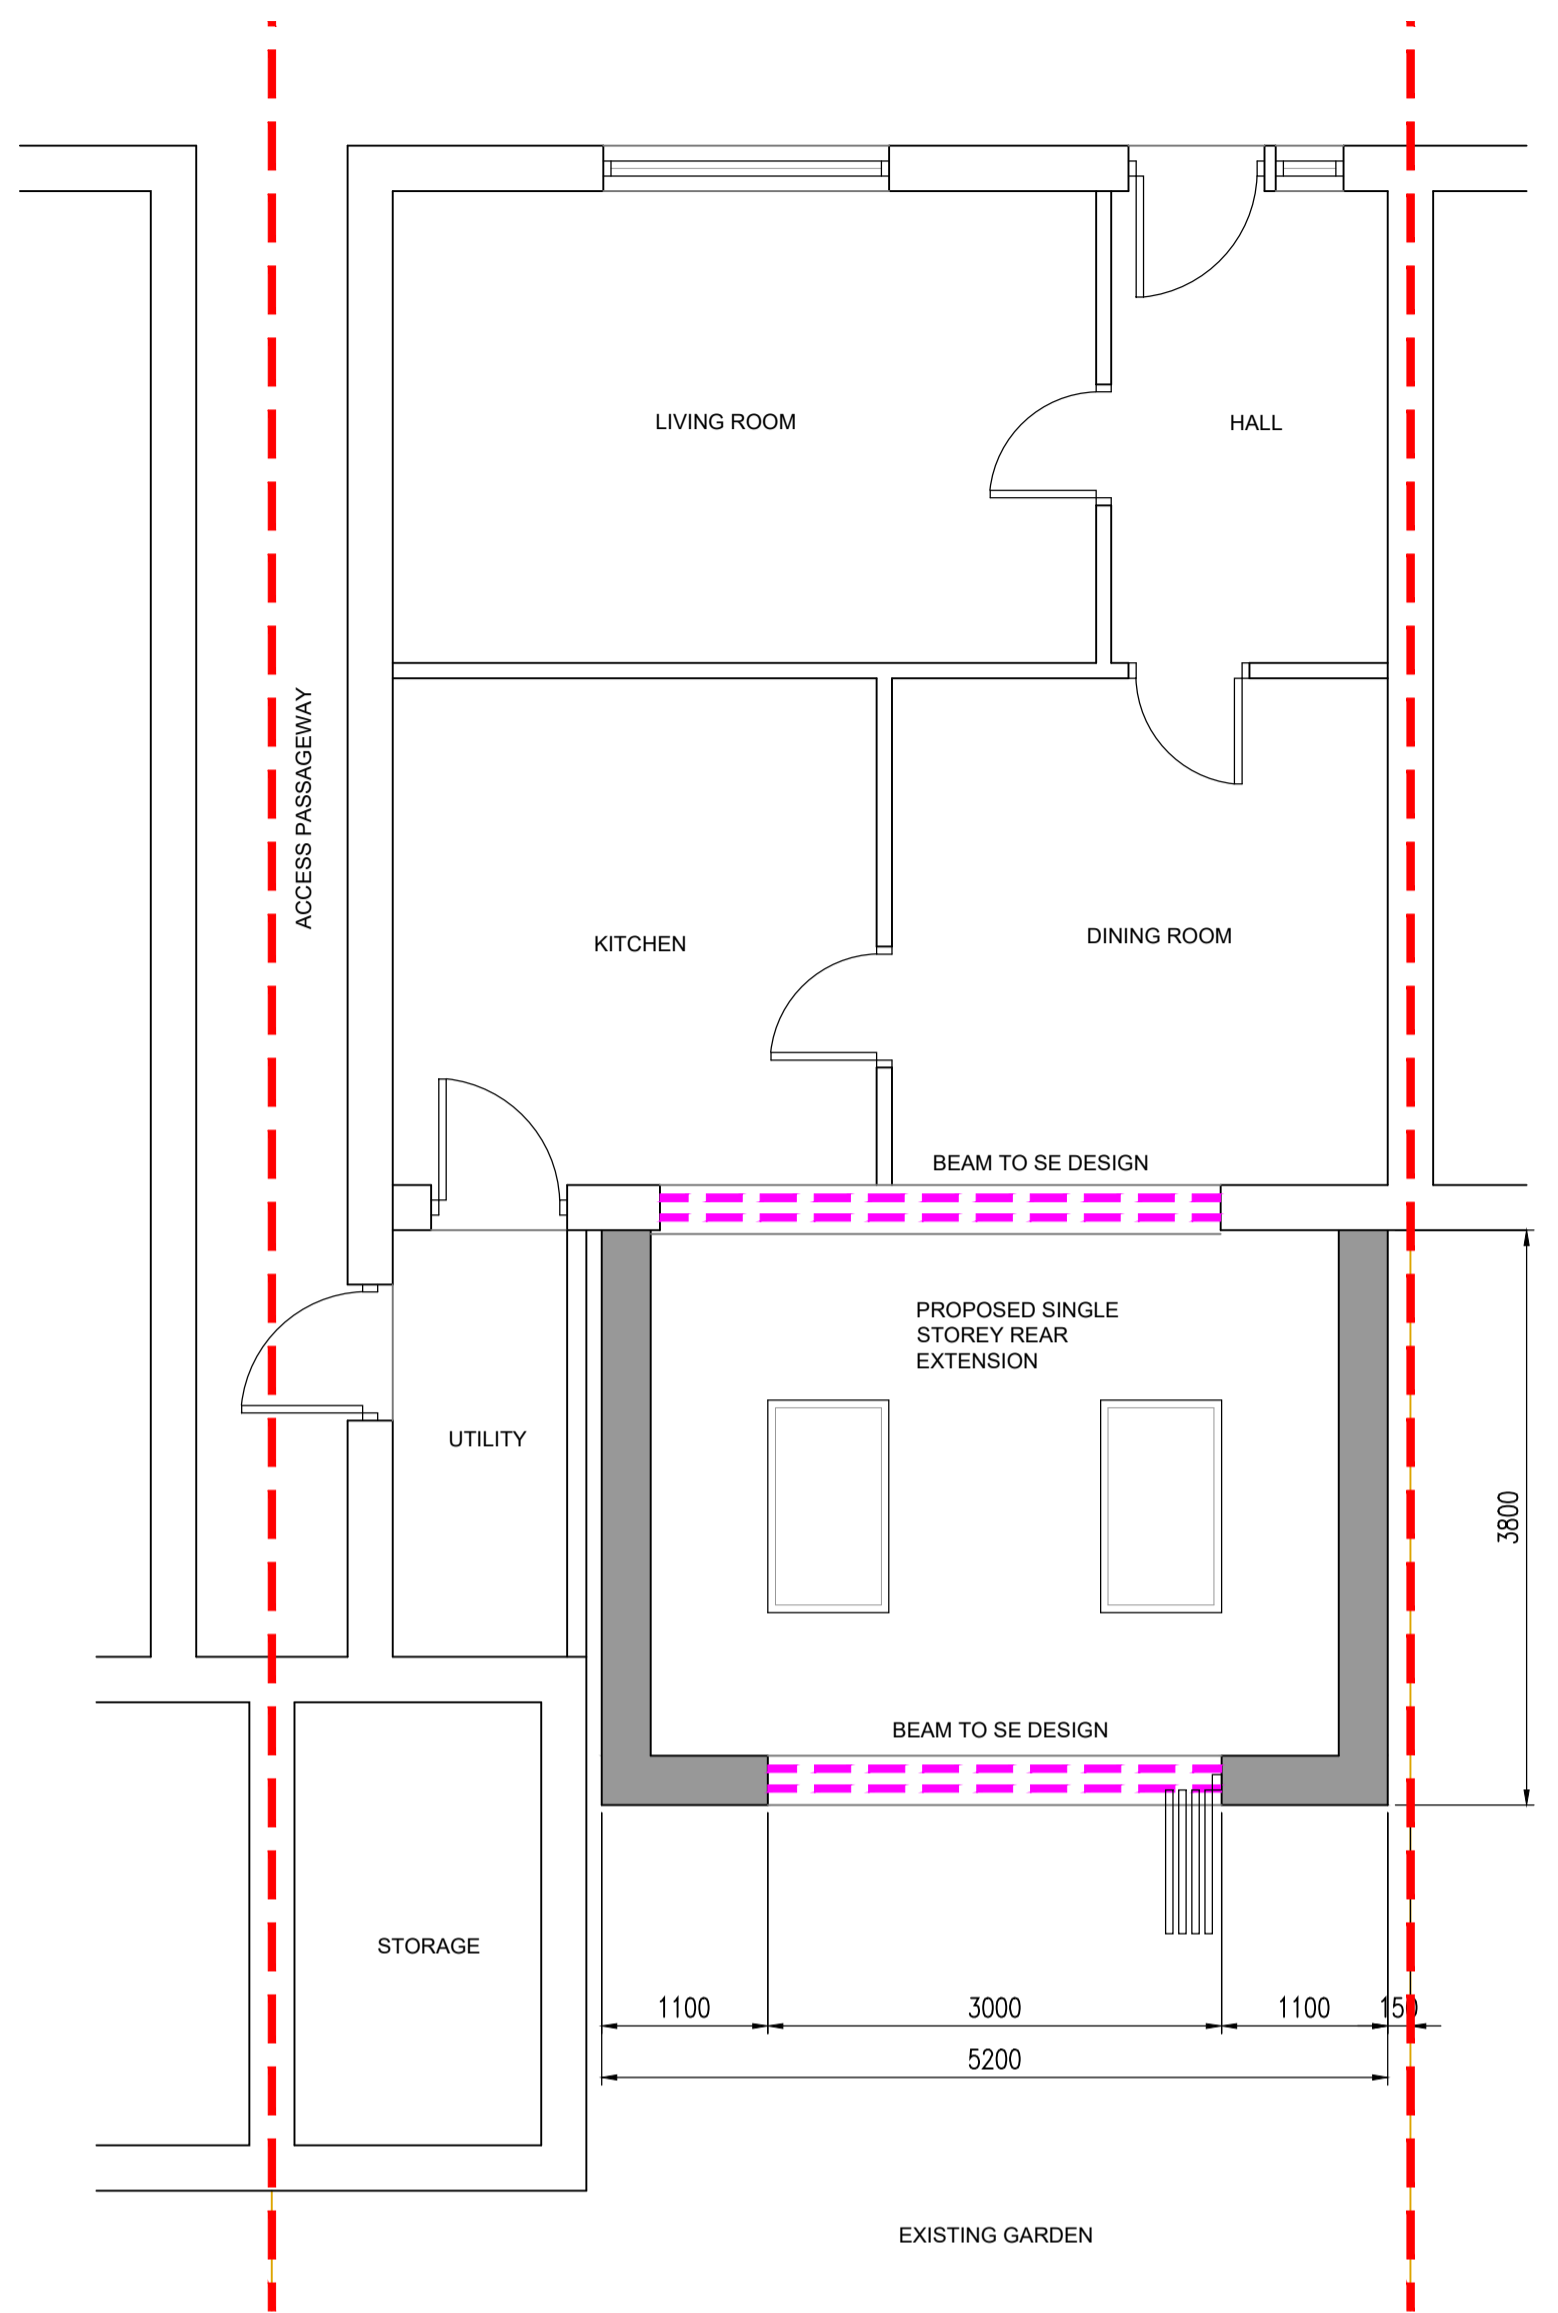 LIVING ROOM
HALL
ACCESS PASSAGEWAY
KITCHEN
DINING ROOM
BEAM TO SE DESIGN
PROPOSED SINGLE
STOREY REAR
EXTENSION
UTILITY
3800
BEAM TO SE DESIGN
STORAGE
1100
3000
1100
150
5200
EXISTING GARDEN